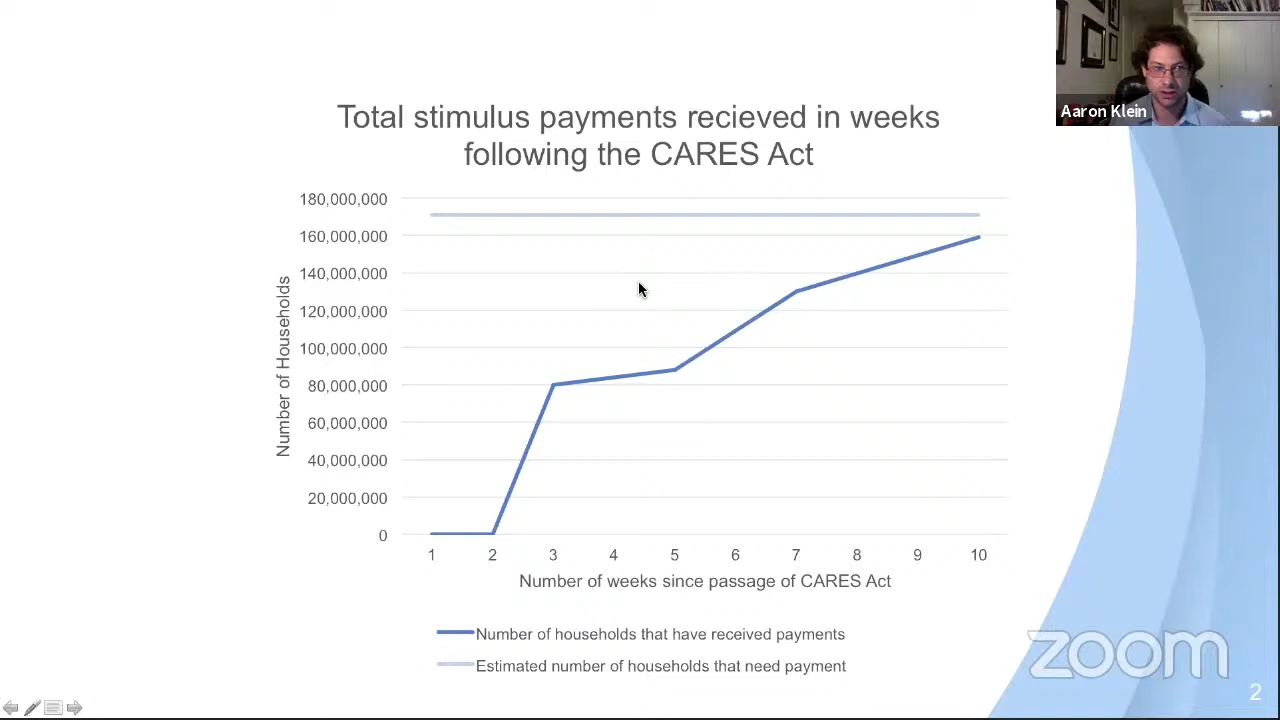 Aaron Klein
Total stimulus payments recieved in weeks
following the CARES Act
180,000,000
160,000,000
140,000,000
120,000,000
100,000,000
80,000,000
60,000,000
40,000,000
20,000,000
0
Number of Households
1 2 3 4 5 6 7 8 9 10
Number of weeks since passage of CARES Act
Number of households that have received payments
Estimated number of households that need payment
zoom
2